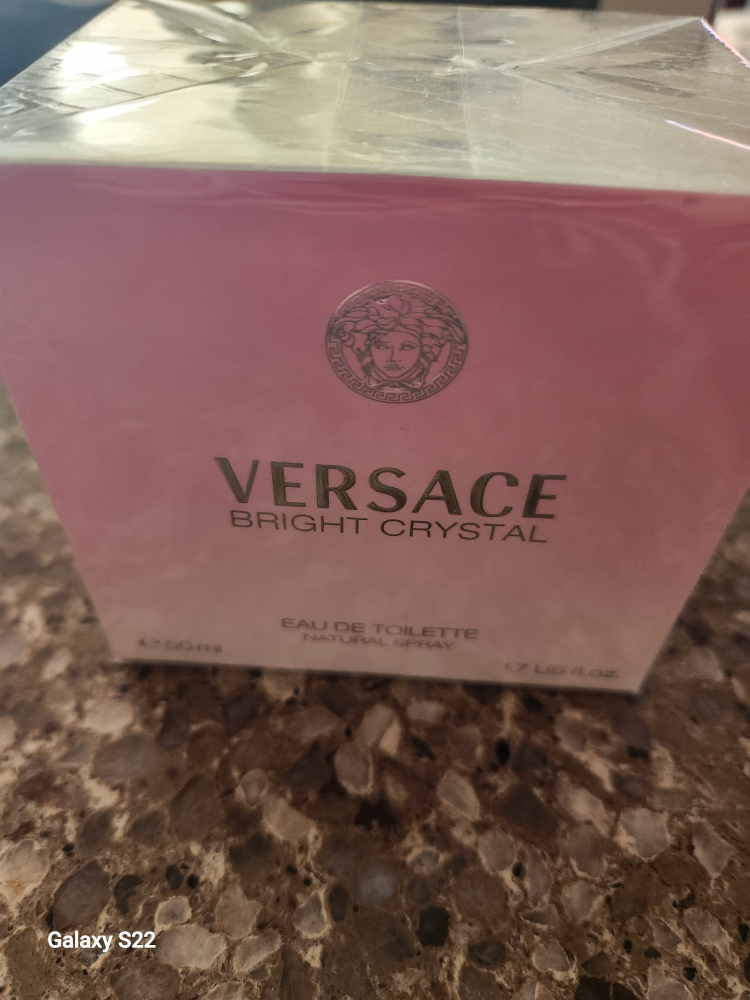 VERSACE
BRIGHT CRYSTAL
EAU DE TOILETTE
NATURAL SPRAY
e 50 ml
1.7 US fl.oz.
Galaxy S22